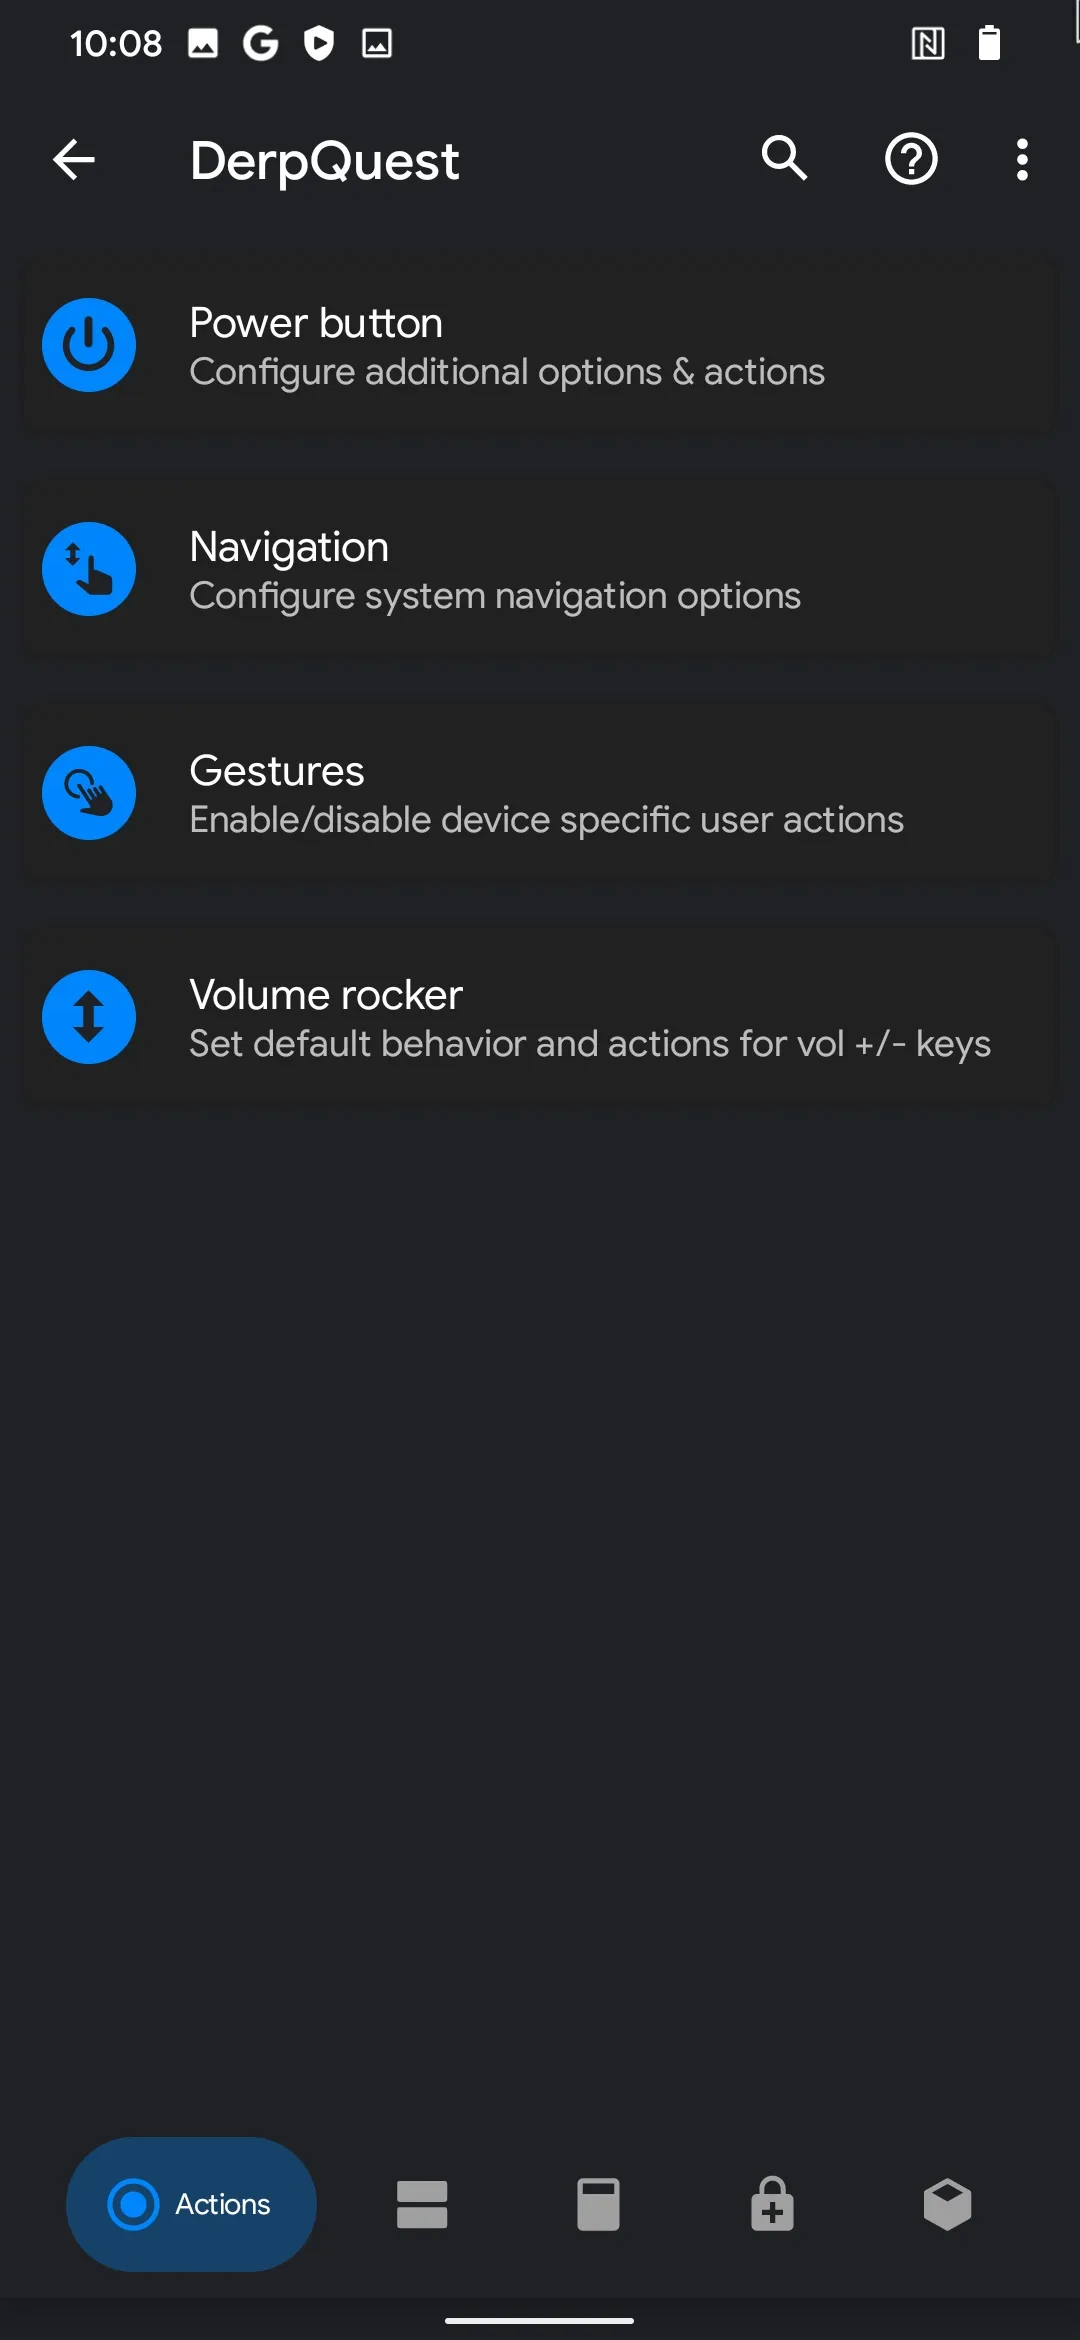 10:08
DerpQuest
Power button
Configure additional options & actions
Navigation
Configure system navigation options
Gestures
Enable/disable device specific user actions
Volume rocker
Set default behavior and actions for vol +/- keys
Actions